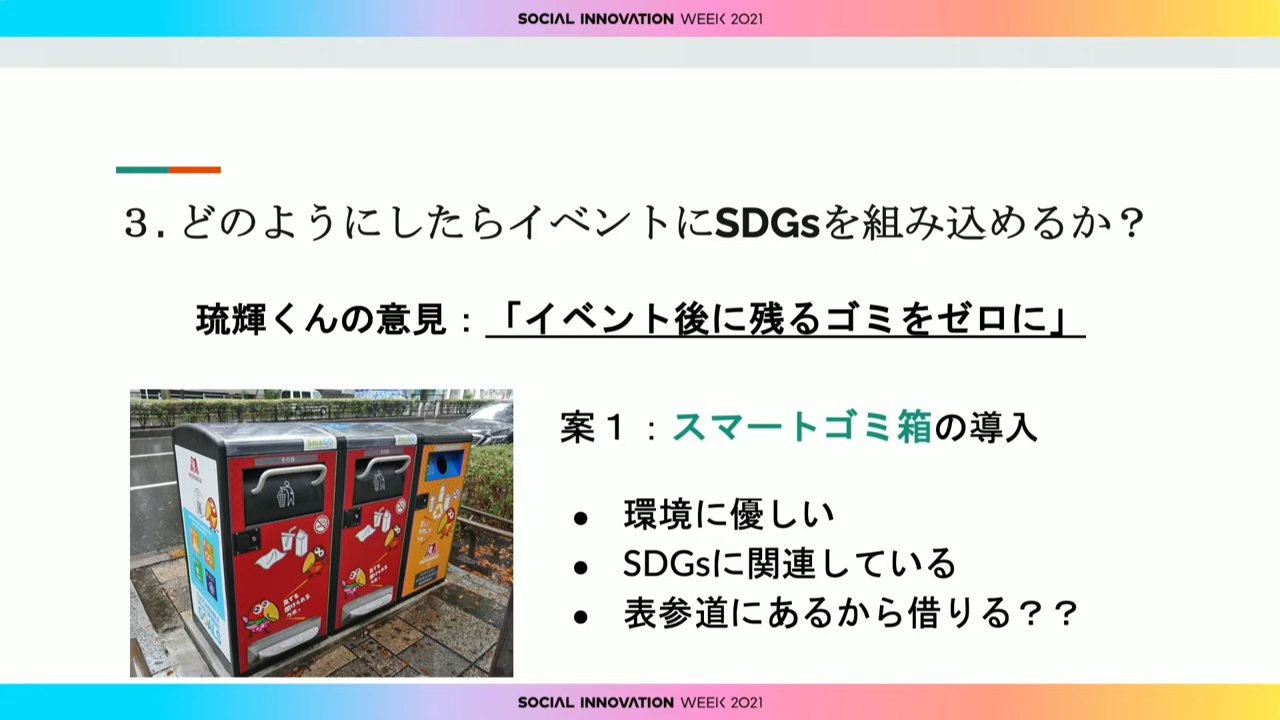 SOCIAL INNOVATION WEEK 2021
３. どのようにしたらイベントにSDGsを組み込めるか？
琉輝くんの意見：「イベント後に残るゴミをゼロに」
案１：スマートゴミ箱の導入
● 環境に優しい
● SDGsに関連している
● 表参道にあるから借りる？？
SOCIAL INNOVATION WEEK 2021